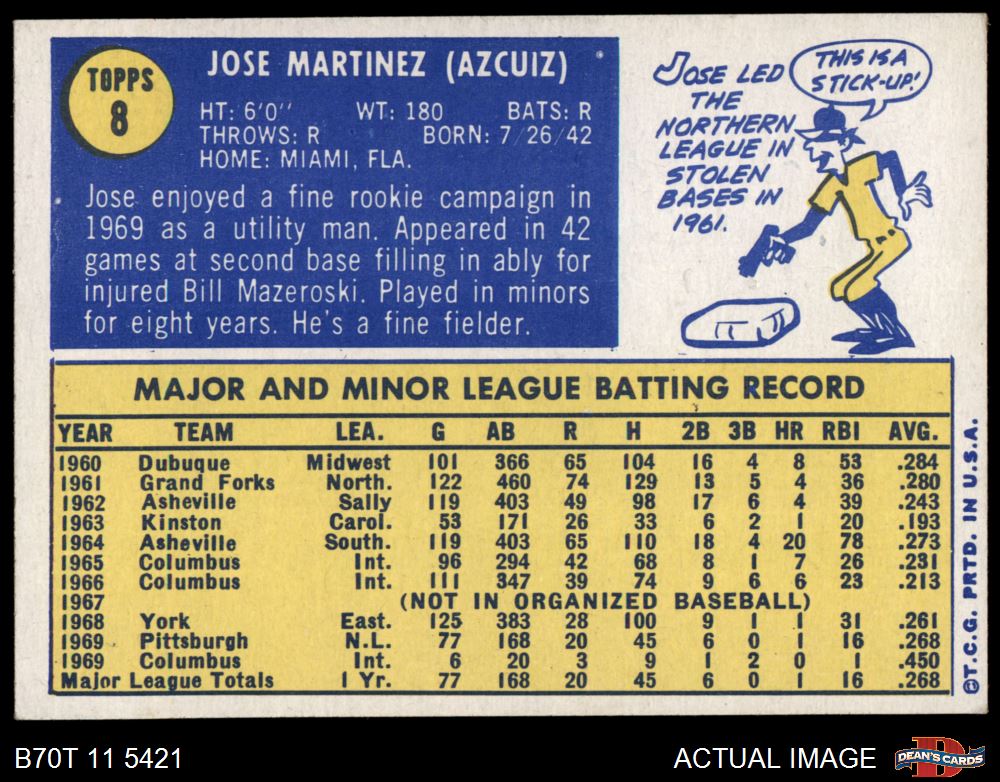 TOPPS
8
JOSE MARTINEZ (AZCUIZ)
HT: 6'0" WT: 180 BATS: R
THROWS: R BORN: 7/26/42
HOME: MIAMI, FLA.
Jose enjoyed a fine rookie campaign in
1969 as a utility man. Appeared in 42
games at second base filling in ably for
injured Bill Mazeroski. Played in minors
for eight years. He's a fine fielder.
JOSE LED
THE
NORTHERN
LEAGUE IN
STOLEN
BASES IN
1961.
THIS IS A
STICK-UP!
MAJOR AND MINOR LEAGUE BATTING RECORD
YEAR TEAM LEA. G AB R H 2B 3B HR RBI AVG.
1960 Dubuque Midwest 101 366 65 104 16 4 8 53 .284
1961 Grand Forks North. 122 460 74 129 13 5 4 36 .280
1962 Asheville Sally 119 403 49 98 17 6 4 39 .243
1963 Kinston Carol. 53 171 26 33 6 2 1 20 .193
1964 Asheville South. 119 403 65 110 18 4 20 78 .273
1965 Columbus Int. 96 294 42 68 8 1 7 26 .231
1966 Columbus Int. 111 347 39 74 9 6 6 23 .213
1967 (NOT IN ORGANIZED BASEBALL)
1968 York East. 125 383 28 100 9 1 1 31 .261
1969 Pittsburgh N.L. 77 168 20 45 6 0 1 16 .268
1969 Columbus Int. 6 20 3 9 1 2 0 1 .450
Major League Totals 1 Yr. 77 168 20 45 6 0 1 16 .268
©T.C.G. PRTD. IN U.S.A.
B70T 11 5421
ACTUAL IMAGE
DEAN'S CARDS